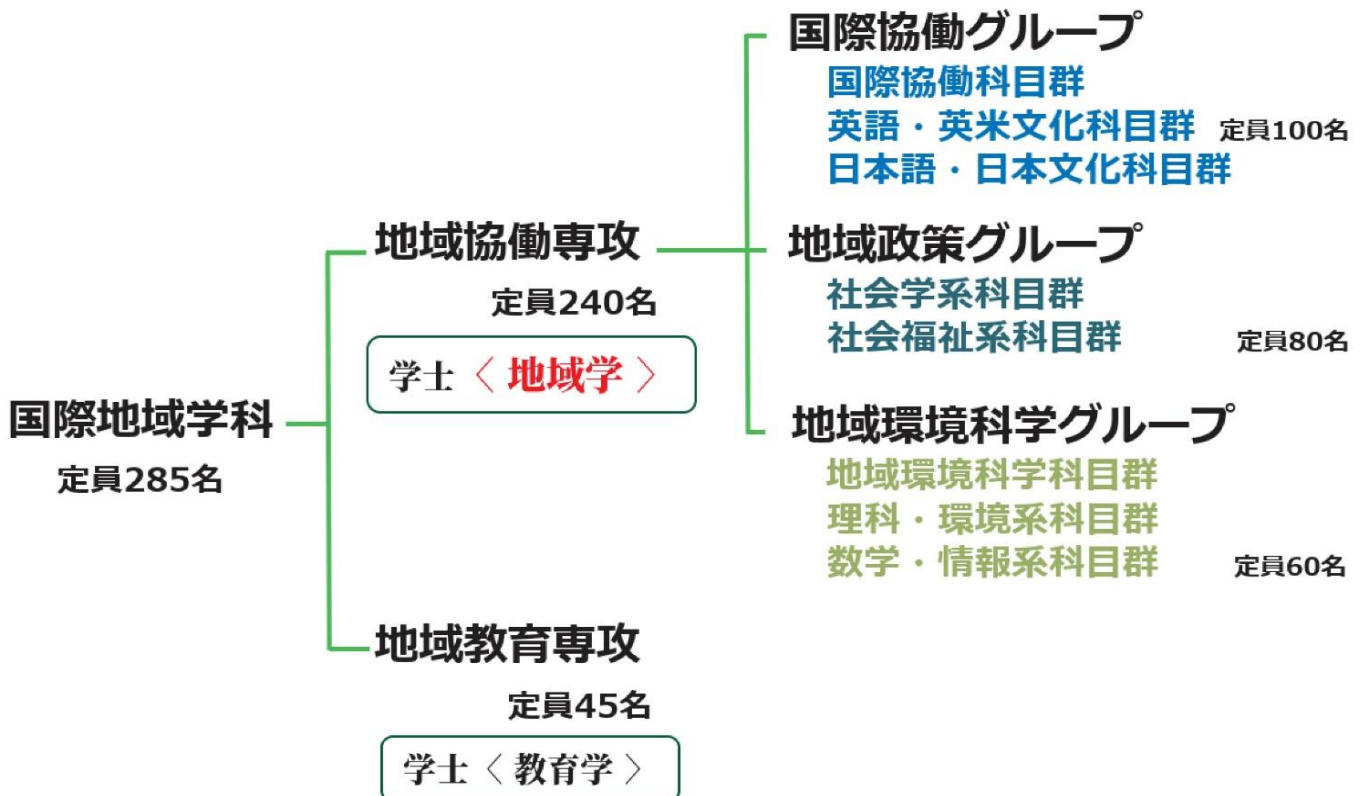 国際地域学科
定員285名
地域協働専攻
定員240名
学士〈 地域学 〉
国際協働グループ
国際協働科目群
英語・英米文化科目群 定員100名
日本語・日本文化科目群
地域政策グループ
社会学系科目群
社会福祉系科目群 定員80名
地域環境科学グループ
地域環境科学科目群
理科・環境系科目群
数学・情報系科目群 定員60名
地域教育専攻
定員45名
学士〈 教育学 〉